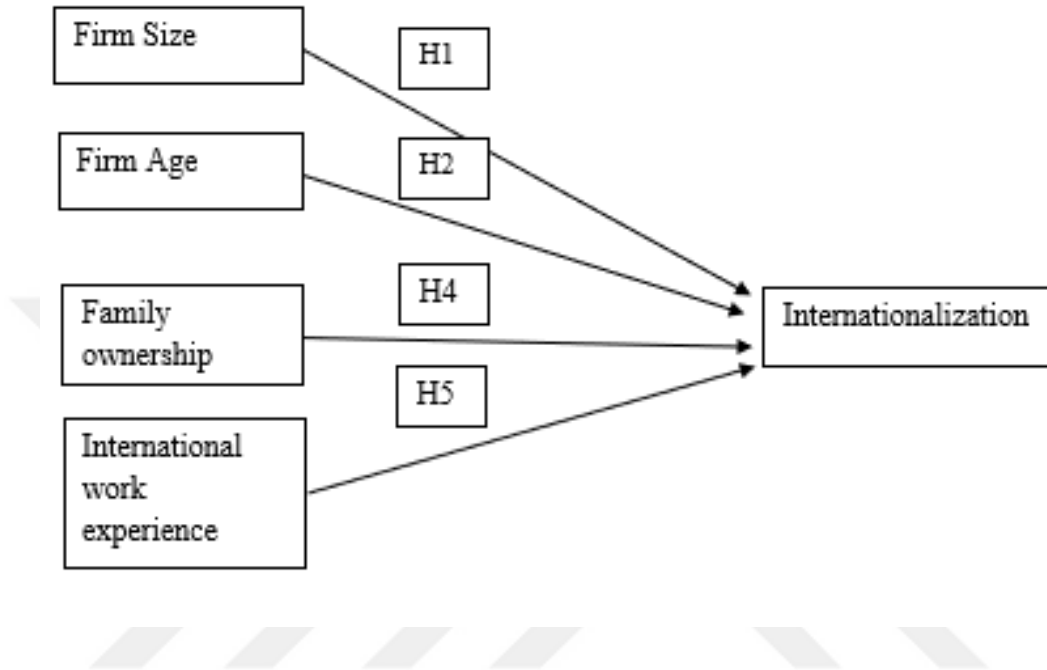 Firm Size
H1
Firm Age
H2
Family
ownership
H4
Internationalization
International
work
experience
H5